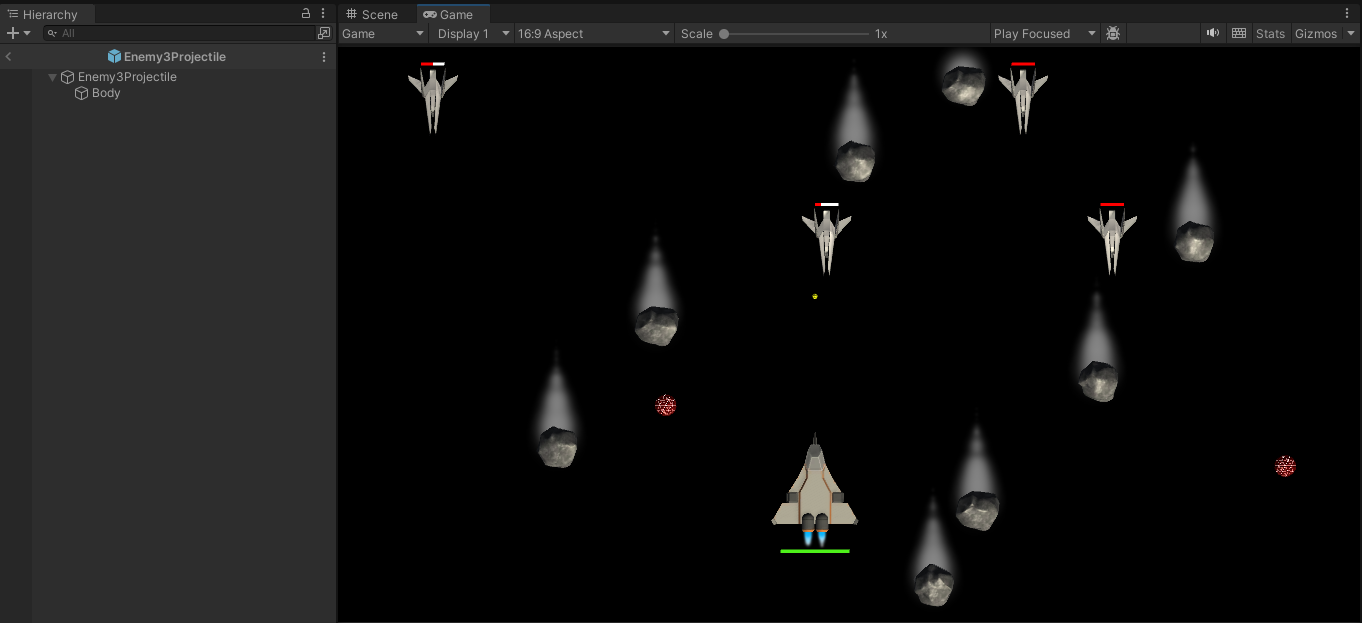 Hierarchy
All
Enemy3Projectile
Enemy3Projectile
Body
Scene
Game
Game
Display 1
16:9 Aspect
Scale
1x
Play Focused
Stats
Gizmos